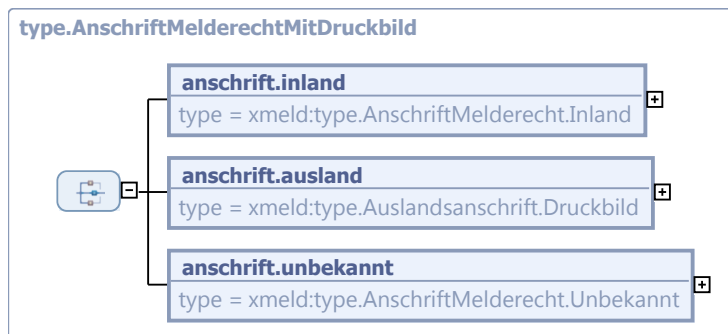 type.AnschriftMelderechtMitDruckbild
anschrift.inland
type = xmeld:type.AnschriftMelderecht.Inland
anschrift.ausland
type = xmeld:type.Auslandsanschrift.Druckbild
anschrift.unbekannt
type = xmeld:type.AnschriftMelderecht.Unbekannt